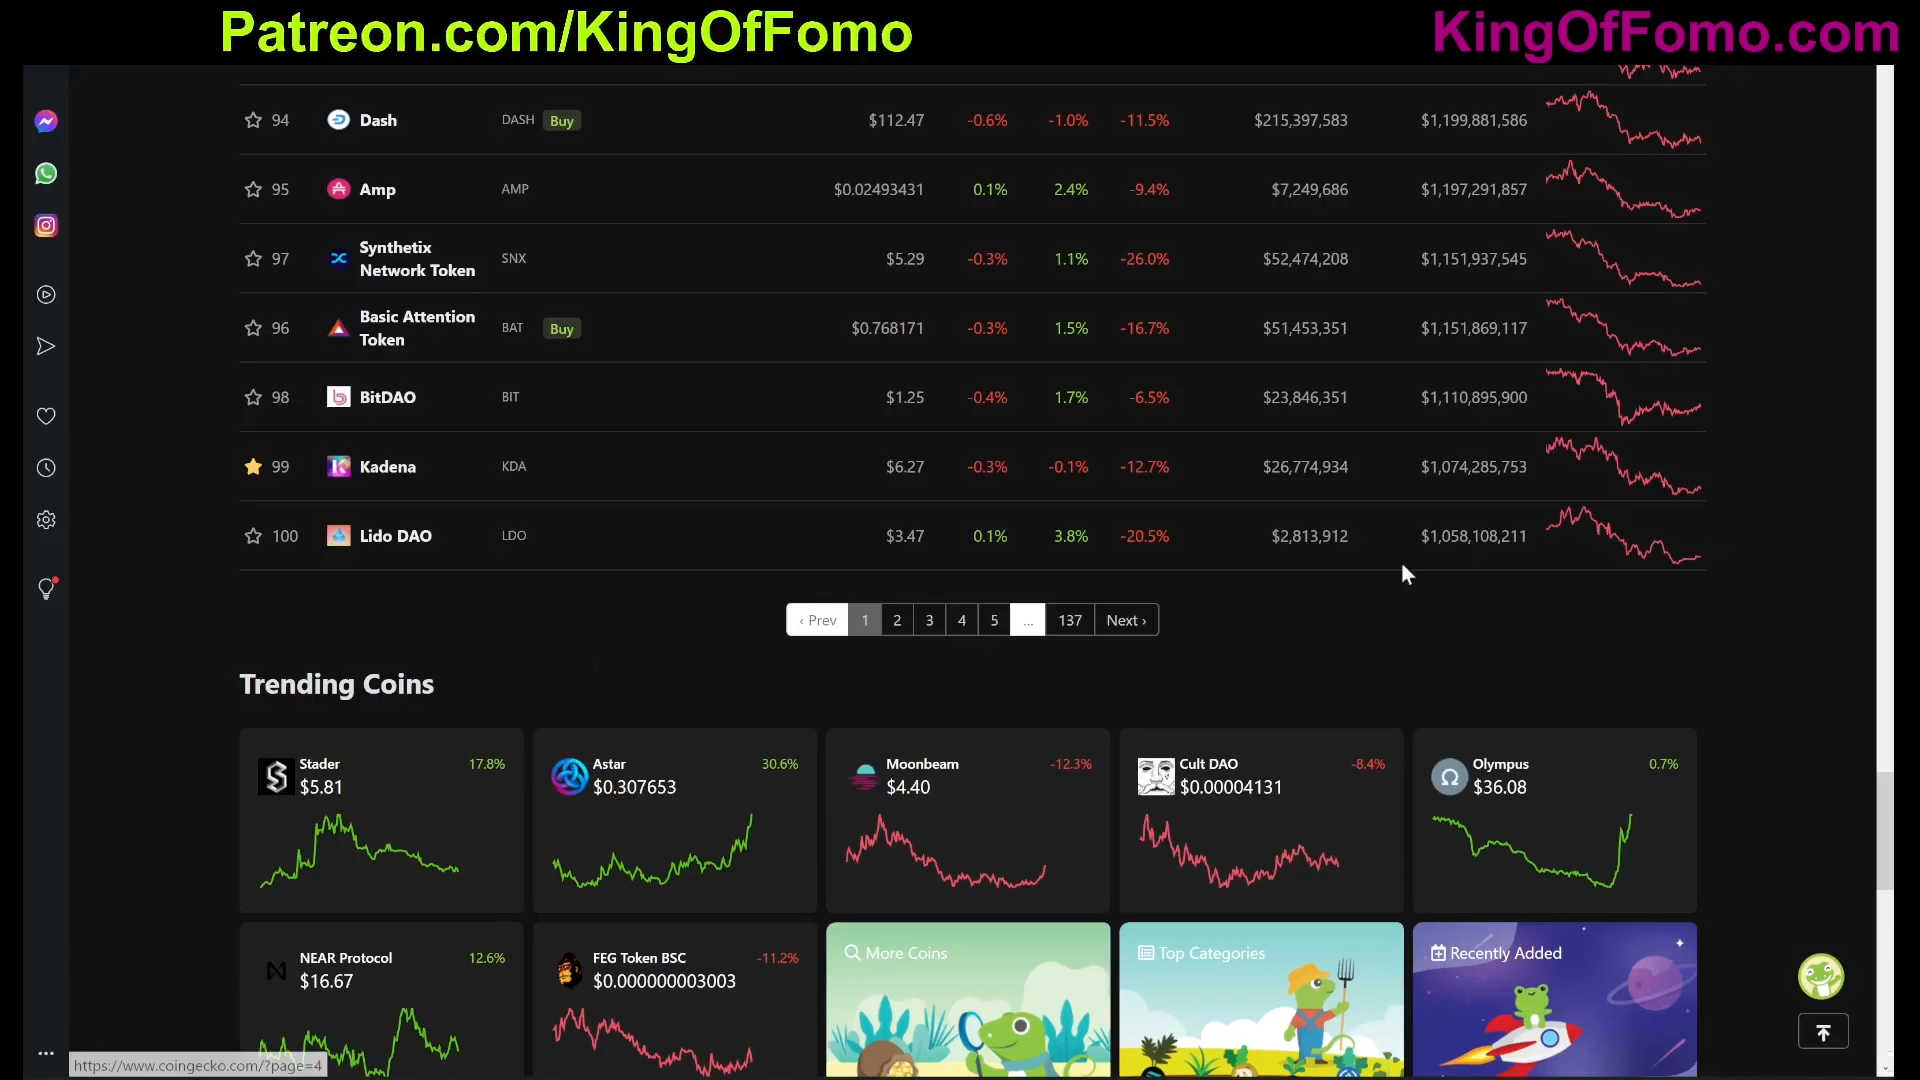 Patreon.com/KingOfFomo
KingOfFomo.com
94 Dash DASH Buy $112.47 -0.6% -1.0% -11.5% $215,397,583 $1,199,881,586
95 Amp AMP $0.02493431 0.1% 2.4% -9.4% $7,249,686 $1,197,291,857
97 Synthetix
Network Token SNX $5.29 -0.3% 1.1% -26.0% $52,474,208 $1,151,937,545
96 Basic Attention
Token BAT Buy $0.768171 -0.3% 1.5% -16.7% $51,453,351 $1,151,869,117
98 BitDAO BIT $1.25 -0.4% 1.7% -6.5% $23,846,351 $1,110,895,900
99 Kadena KDA $6.27 -0.3% -0.1% -12.7% $26,774,934 $1,074,285,753
100 Lido DAO LDO $3.47 0.1% 3.8% -20.5% $2,813,912 $1,058,108,211
‹ Prev 1 2 3 4 5 ... 137 Next ›
Trending Coins
Stader 17.8%
$5.81
Astar 30.6%
$0.307653
Moonbeam -12.3%
$4.40
Cult DAO -8.4%
$0.00004131
Olympus 0.7%
$36.08
NEAR Protocol 12.6%
$16.67
FEG Token BSC -11.2%
$0.000000003003
More Coins
Top Categories
Recently Added
https://www.coingecko.com/?page=4